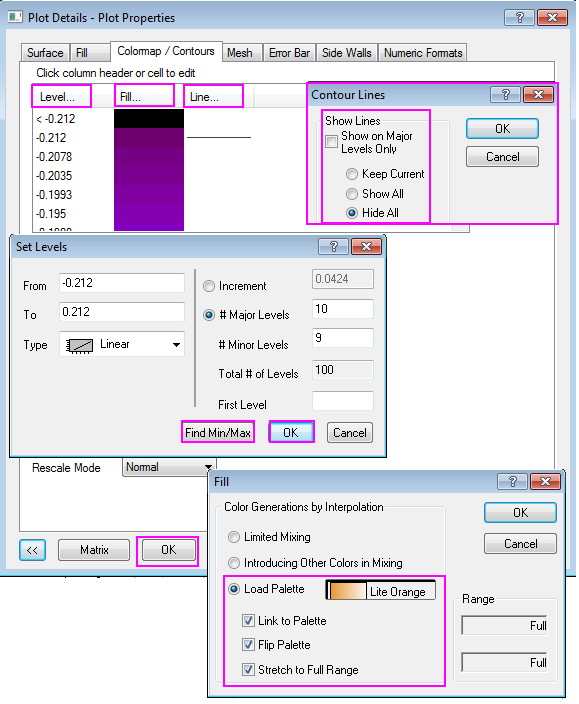 Plot Details - Plot Properties
Surface Fill Colormap / Contours Mesh Error Bar Side Walls Numeric Formats
Click column header or cell to edit
Level... Fill... Line...
< -0.212
-0.212
-0.2078
-0.2035
-0.1993
-0.195
Contour Lines
Show Lines
Show on Major
Levels Only
Keep Current
Show All
Hide All
OK
Cancel
Set Levels
From -0.212
To 0.212
Type Linear
Increment 0.0424
# Major Levels 10
# Minor Levels 9
Total # of Levels 100
First Level
Find Min/Max OK Cancel
Rescale Mode Normal
<< Matrix OK
Fill
Color Generations by Interpolation
Limited Mixing
Introducing Other Colors in Mixing
Load Palette Lite Orange
Link to Palette
Flip Palette
Stretch to Full Range
OK
Cancel
Range
Full
Full